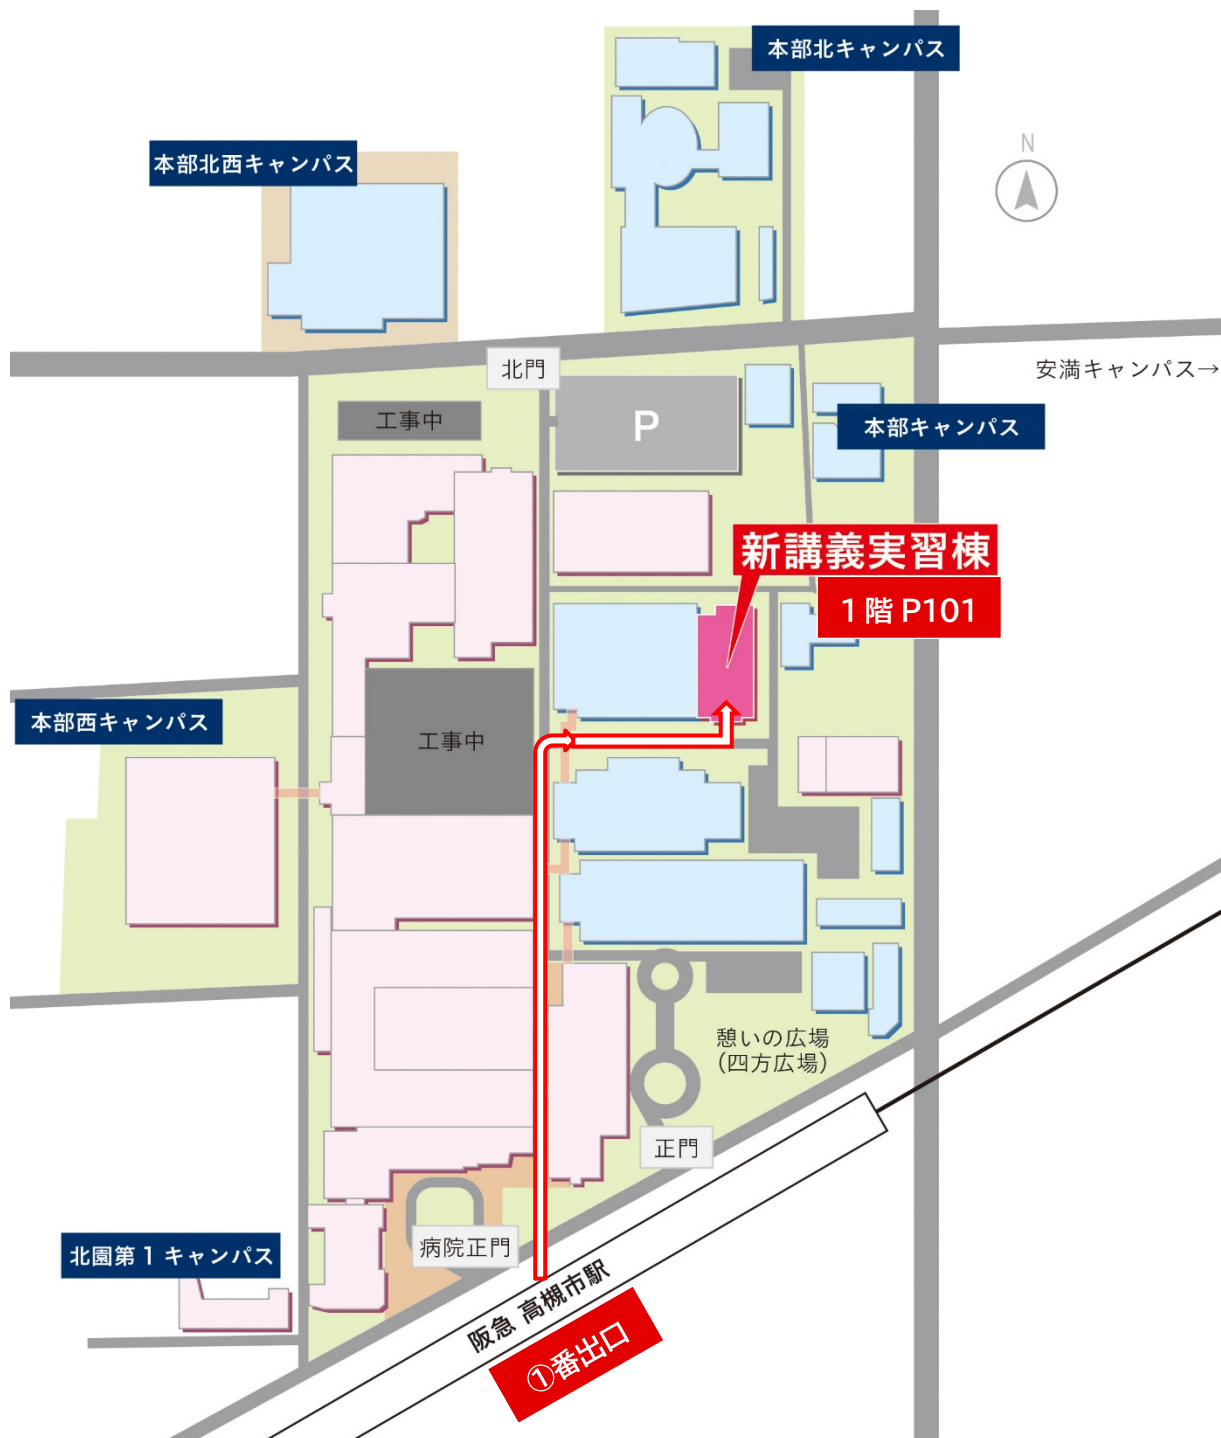 本部北キャンパス
本部北西キャンパス
N
安満キャンパス→
北門
工事中
P
本部キャンパス
新講義実習棟
1階 P101
本部西キャンパス
工事中
憩いの広場
(四方広場)
正門
病院正門
北園第1キャンパス
阪急 高槻市駅
①番出口